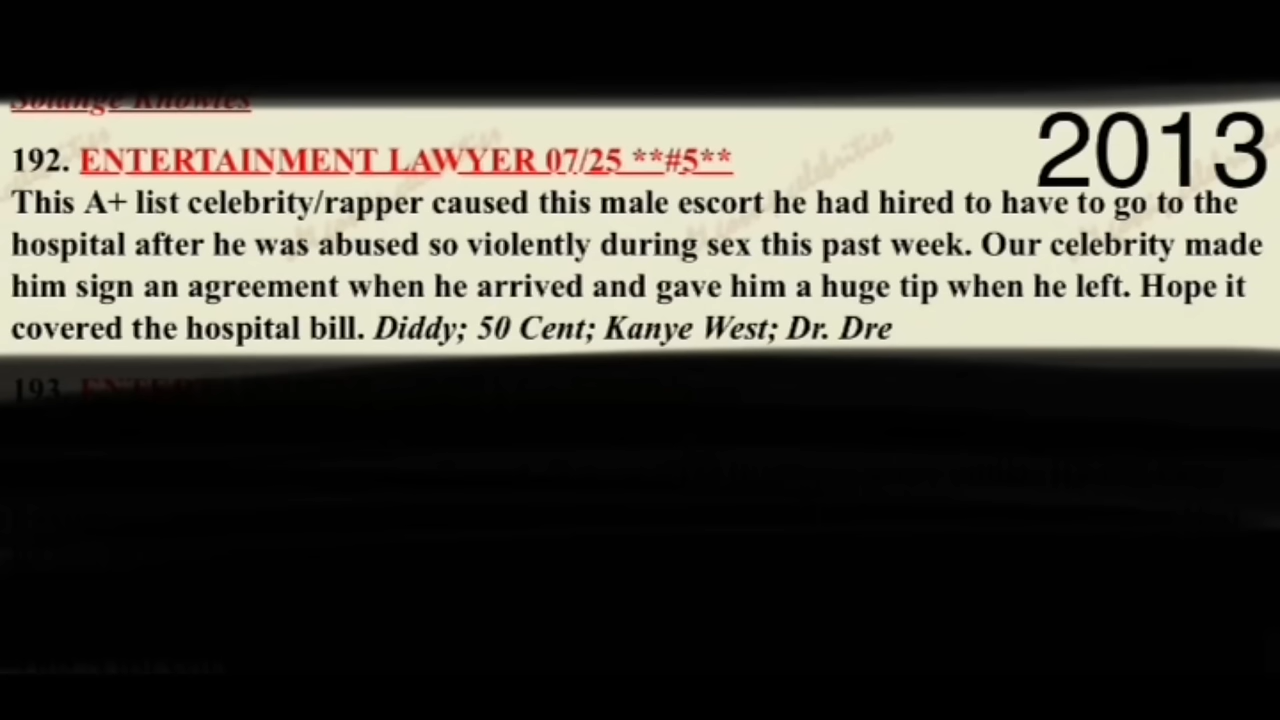 Solange Knowles
2013
192. ENTERTAINMENT LAWYER 07/25 **#5**
This A+ list celebrity/rapper caused this male escort he had hired to have to go to the
hospital after he was abused so violently during sex this past week. Our celebrity made
him sign an agreement when he arrived and gave him a huge tip when he left. Hope it
covered the hospital bill. Diddy; 50 Cent; Kanye West; Dr. Dre
193.